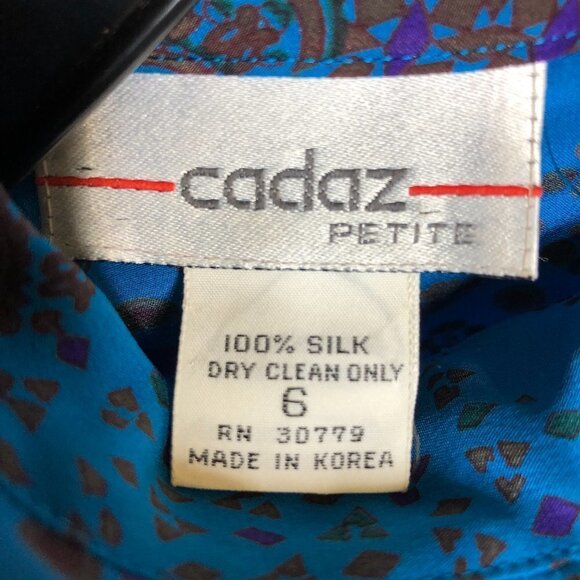 cadaz
PETITE
100% SILK
DRY CLEAN ONLY
6
RN 30779
MADE IN KOREA